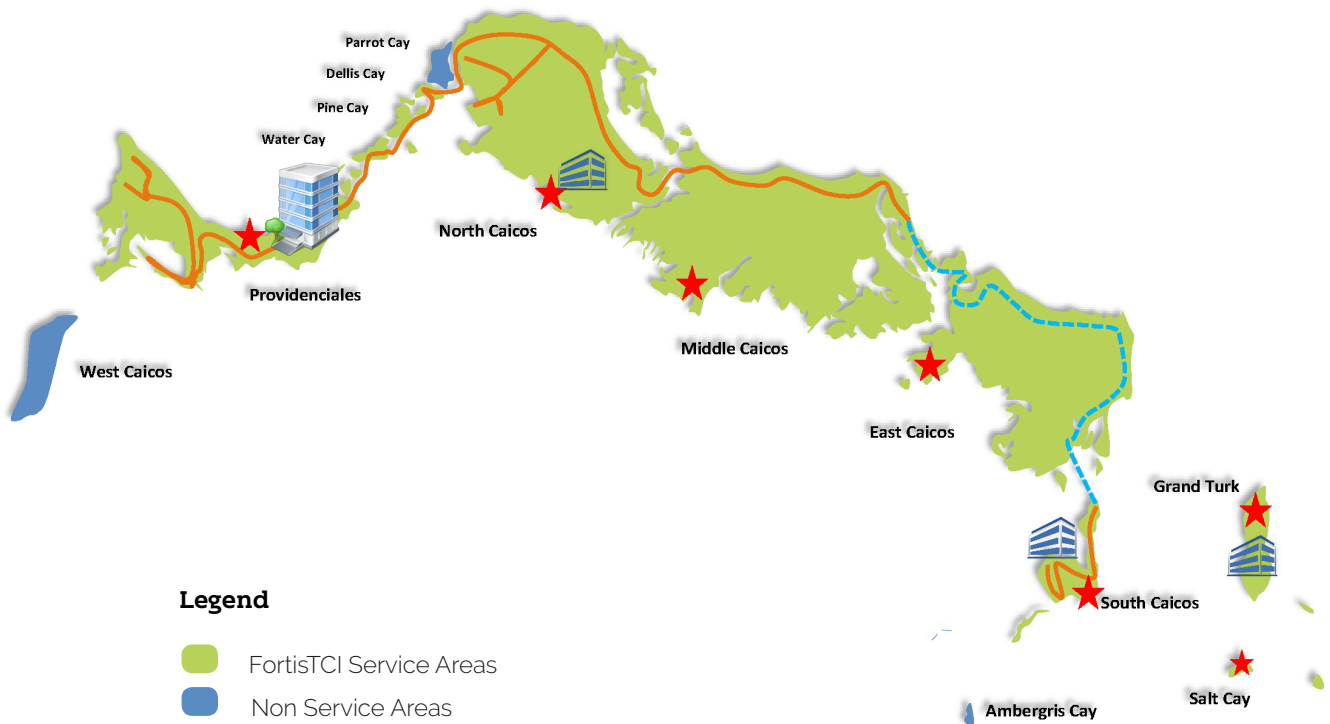 Parrot Cay
Dellis Cay
Pine Cay
Water Cay
North Caicos
Providenciales
Middle Caicos
West Caicos
East Caicos
Grand Turk
South Caicos
Salt Cay
Ambergris Cay
Legend
FortisTCI Service Areas
Non Service Areas